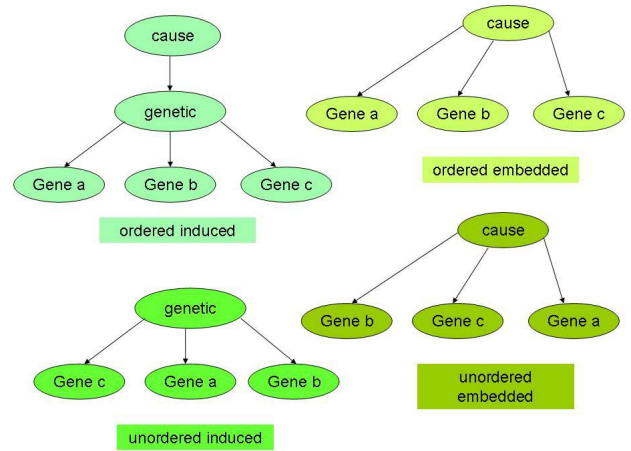 cause
genetic
Gene a
Gene b
Gene c
ordered induced
cause
Gene a
Gene b
Gene c
ordered embedded
genetic
Gene c
Gene a
Gene b
unordered induced
cause
Gene b
Gene c
Gene a
unordered
embedded